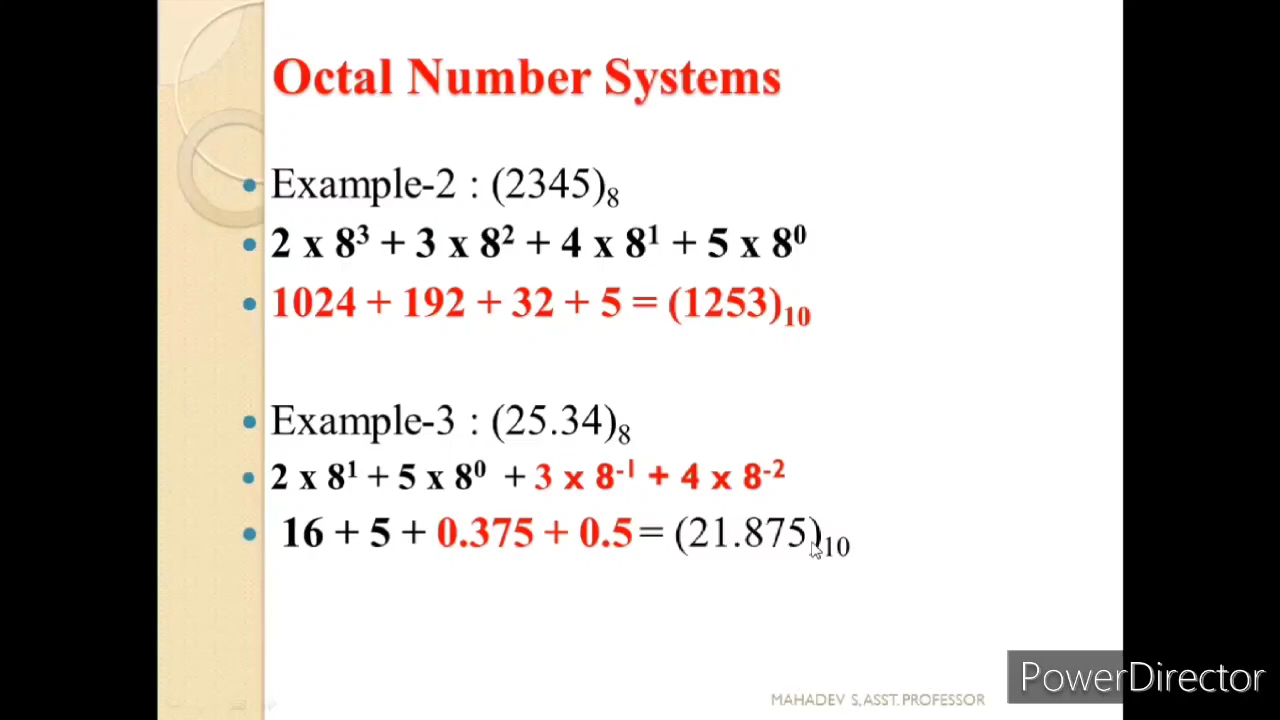 Octal Number Systems
• Example-2 : (2345)₈
• 2 x 8³ + 3 x 8² + 4 x 8¹ + 5 x 8⁰
• 1024 + 192 + 32 + 5 = (1253)₁₀
• Example-3 : (25.34)₈
• 2 x 8¹ + 5 x 8⁰ + 3 x 8⁻¹ + 4 x 8⁻²
• 16 + 5 + 0.375 + 0.5 = (21.875)₁₀
MAHADEV S, ASST. PROFESSOR
PowerDirector